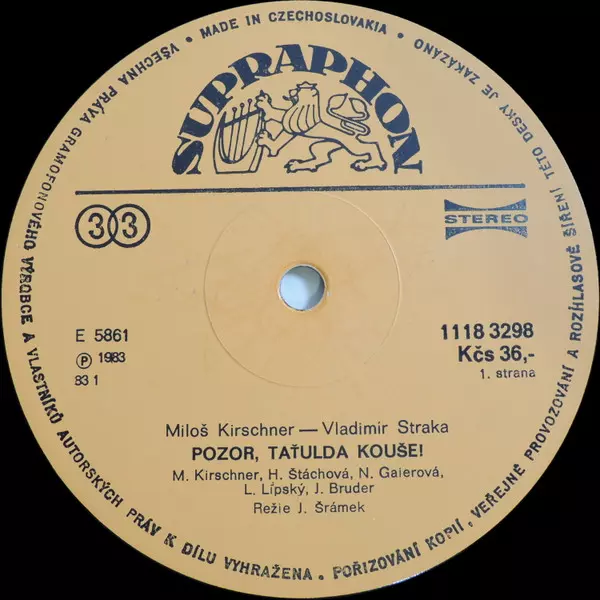 VŠECHNA PRÁVA GRAMOFONOVÉHO VÝROBCE A VLASTNÍKŮ AUTORSKÝCH PRÁV K DÍLU VYHRAŽENA • POŘIZOVÁNÍ KOPIÍ, VEŘEJNÉ PROVOZOVÁNÍ A ROZHLASOVÉ ŠÍŘENÍ TÉTO DESKY JE ZAKÁZÁNO • MADE IN CZECHOSLOVAKIA •
SUPRAPHON
33
STEREO
E 5861
℗ 1983
83 1
1118 3298
Kčs 36,-
1. strana
Miloš Kirschner — Vladimír Straka
POZOR, TAŤULDA KOUŠE!
M. Kirschner, H. Štáchová, N. Gaierová,
L. Lípský, J. Bruder
Režie J. Šrámek